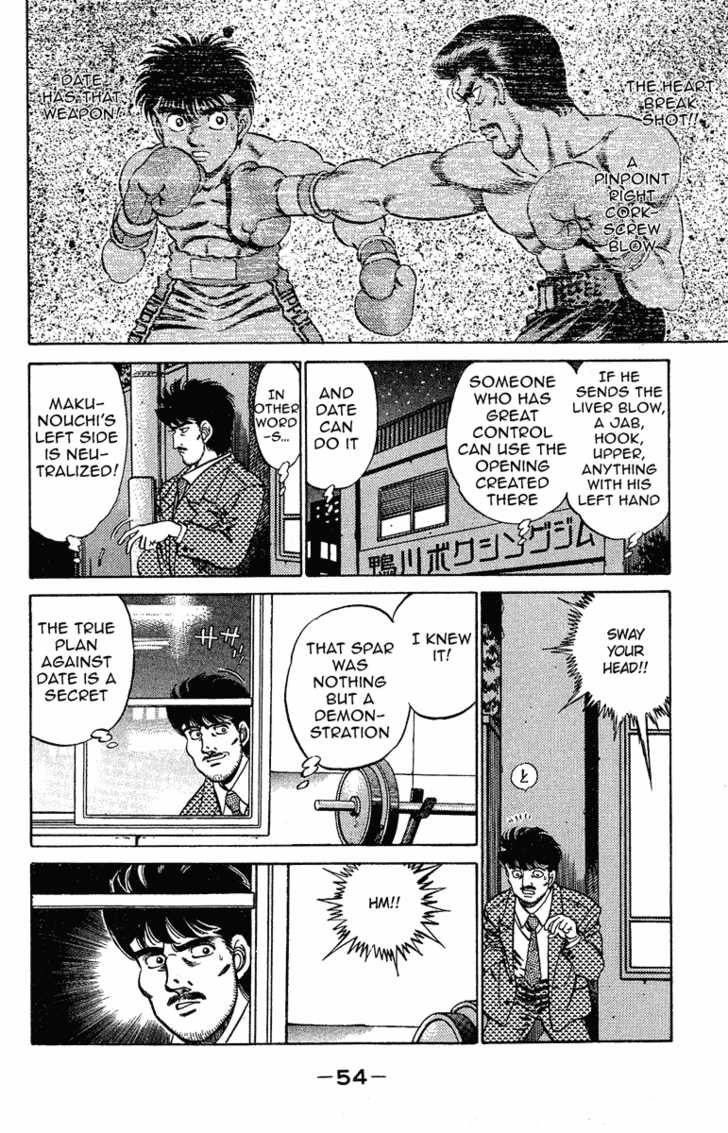 THE HEART
BREAK
SHOT!!
A
PINPOINT
RIGHT
CORK-
SCREW
BLOW
DATE
HAS THAT
WEAPON!
IF HE
SENDS THE
LIVER BLOW,
A JAB,
HOOK,
UPPER,
ANYTHING
WITH HIS
LEFT HAND
SOMEONE
WHO HAS
GREAT
CONTROL
CAN USE THE
OPENING
CREATED
THERE
AND
DATE
CAN
DO IT
鴨川ボクシングジム
IN
OTHER
WORD
-S...
MAKU-
NOUCHI'S
LEFT SIDE
IS NEU-
TRALIZED!
SWAY
YOUR
HEAD!!
と
I KNEW
IT!
THAT SPAR
WAS
NOTHING
BUT A
DEMON-
STRATION
キキ
THE TRUE
PLAN
AGAINST
DATE IS A
SECRET
HM!!
-54-